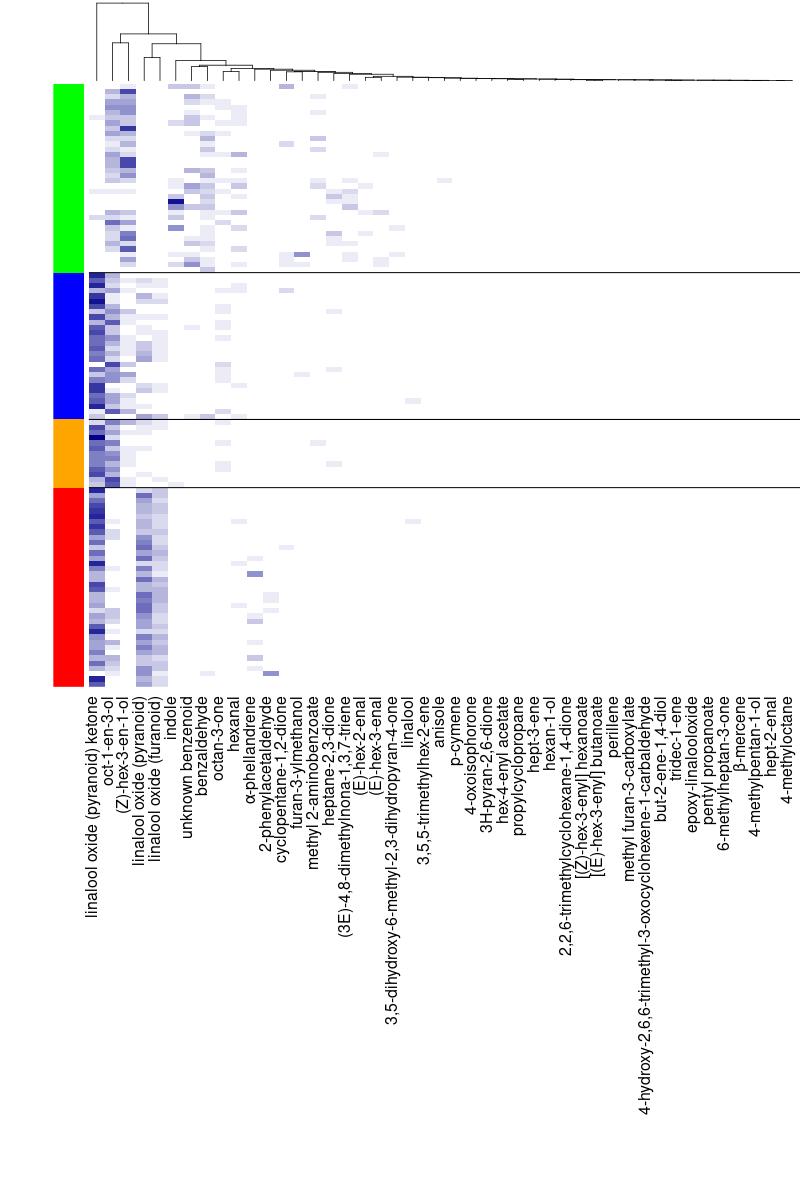 linalool oxide (pyranoid) ketone
oct-1-en-3-ol
(Z)-hex-3-en-1-ol
linalool oxide (pyranoid)
linalool oxide (furanoid)
indole
unknown benzenoid
benzaldehyde
octan-3-one
hexanal
α-phellandrene
2-phenylacetaldehyde
cyclopentane-1,2-dione
furan-3-ylmethanol
methyl 2-aminobenzoate
heptane-2,3-dione
(3E)-4,8-dimethylnona-1,3,7-triene
(E)-hex-2-enal
(E)-hex-3-enal
3,5-dihydroxy-6-methyl-2,3-dihydropyran-4-one
linalool
3,5,5-trimethylhex-2-ene
anisole
p-cymene
4-oxoisophorone
3H-pyran-2,6-dione
hex-4-enyl acetate
propylcyclopropane
hept-3-ene
hexan-1-ol
2,2,6-trimethylcyclohexane-1,4-dione
[(Z)-hex-3-enyl] hexanoate
[(E)-hex-3-enyl] butanoate
perillene
methyl furan-3-carboxylate
4-hydroxy-2,6,6-trimethyl-3-oxocyclohexene-1-carbaldehyde
but-2-ene-1,4-diol
tridec-1-ene
epoxy-linalooloxide
pentyl propanoate
6-methylheptan-3-one
β-mercene
4-methylpentan-1-ol
hept-2-enal
4-methyloctane